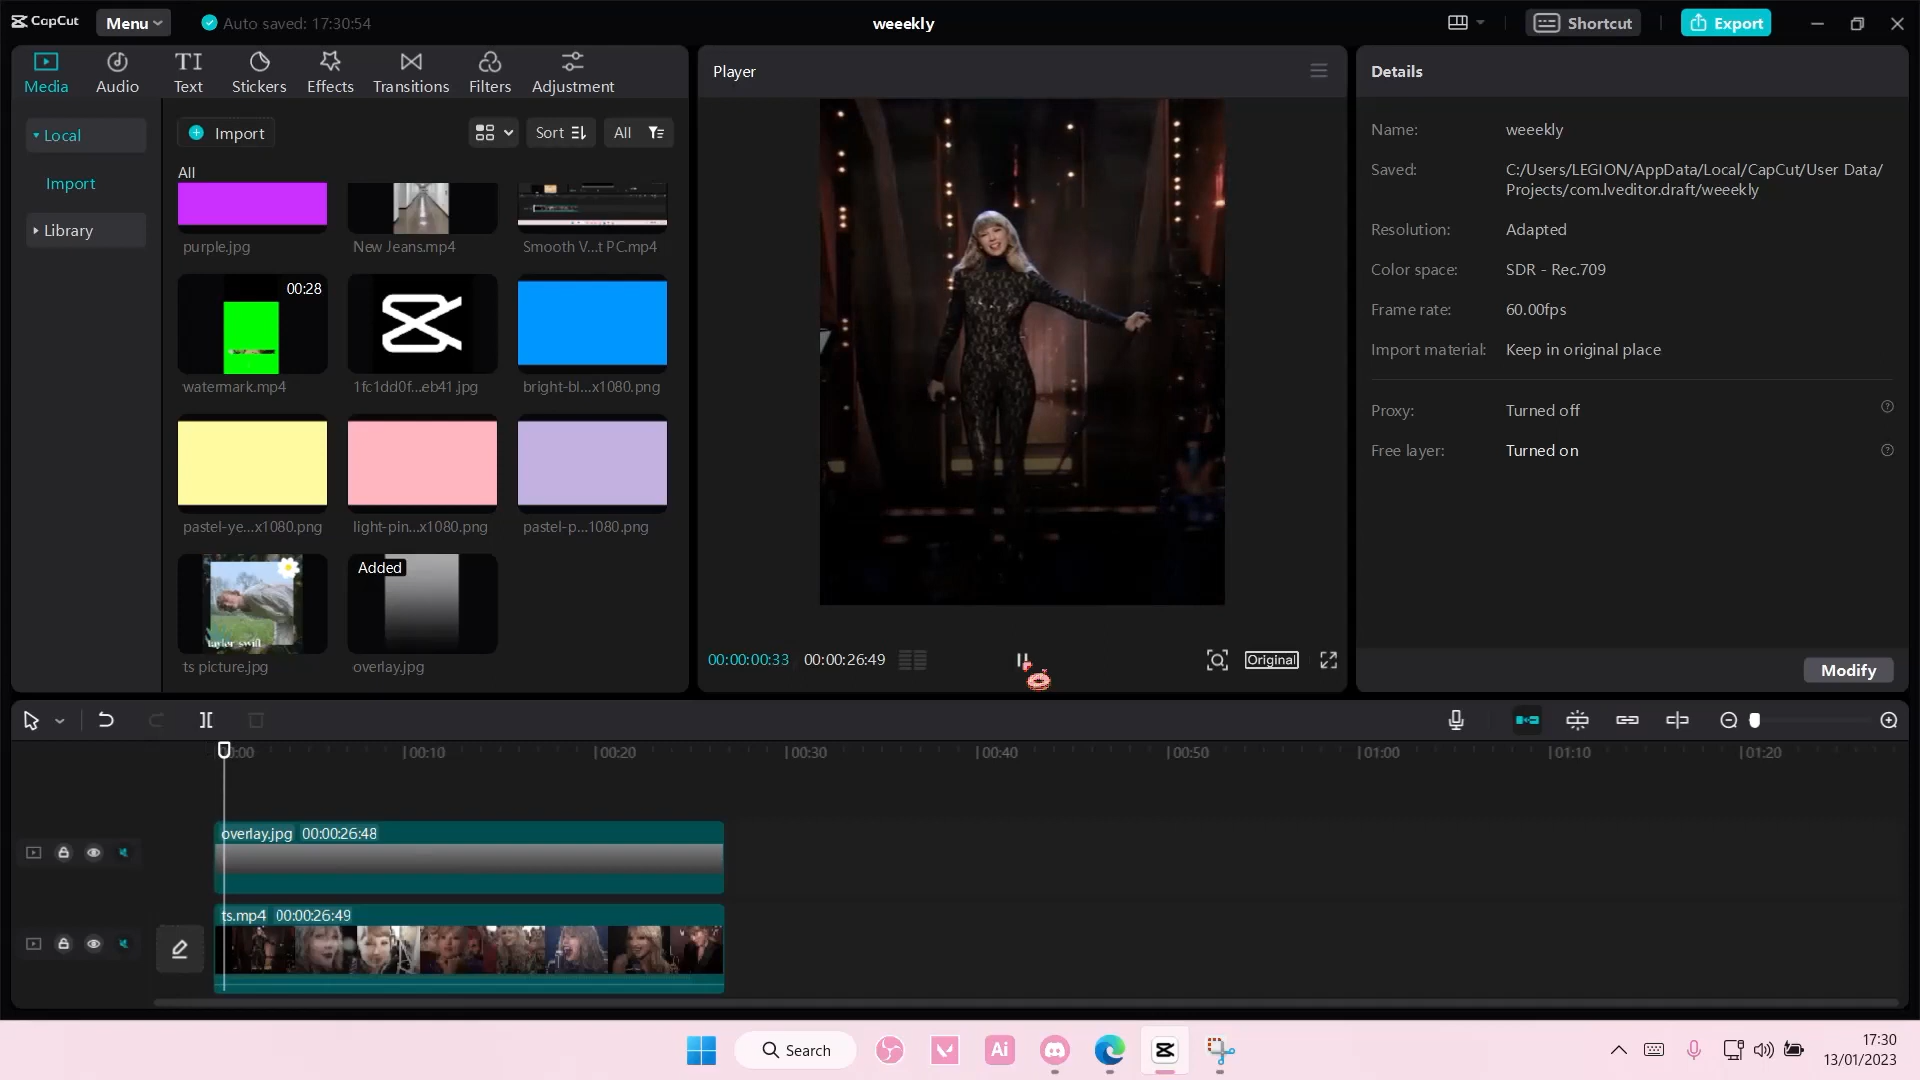 CapCut
Menu
Auto saved: 17:30:54
weeekly
Shortcut
Export
Media
Audio
TI
Text
Stickers
Effects
Transitions
Filters
Adjustment
Local
Import
Library
Import
Sort
All
All
purple.jpg
New Jeans.mp4
Smooth V...t PC.mp4
00:28
watermark.mp4
1fc1dd0f...eb41.jpg
bright-bl...x1080.png
pastel-ye...x1080.png
light-pin...x1080.png
pastel-p...1080.png
taylor swift
ts picture.jpg
Added
overlay.jpg
Player
00:00:00:33
00:00:26:49
Original
Details
Name: weeekly
Saved: C:/Users/LEGION/AppData/Local/CapCut/User Data/
Projects/com.lveditor.draft/weeekly
Resolution: Adapted
Color space: SDR - Rec.709
Frame rate: 60.00fps
Import material: Keep in original place
Proxy: Turned off
Free layer: Turned on
Modify
00:10
00:20
00:30
00:40
00:50
01:00
01:10
01:20
overlay.jpg 00:00:26:48
ts.mp4 00:00:26:49
Search
Ai
17:30
13/01/2023